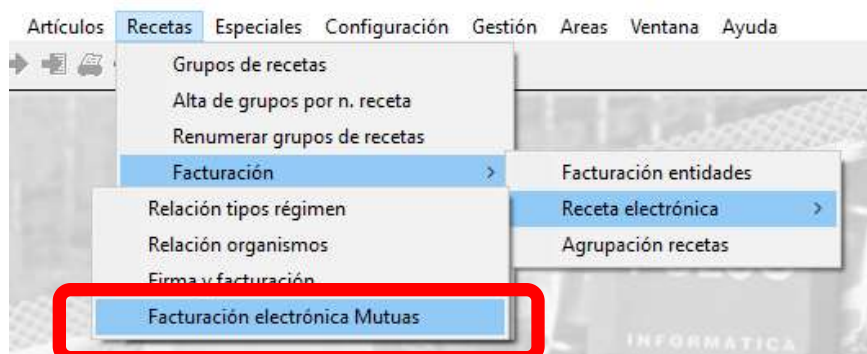 Artículos Recetas Especiales Configuración Gestión Areas Ventana Ayuda
Grupos de recetas
Alta de grupos por n. receta
Renumerar grupos de recetas
Facturación >
Facturación entidades
Receta electrónica >
Agrupación recetas
Relación tipos régimen
Relación organismos
Firma y facturación
Facturación electrónica Mutuas
INFORMATICA